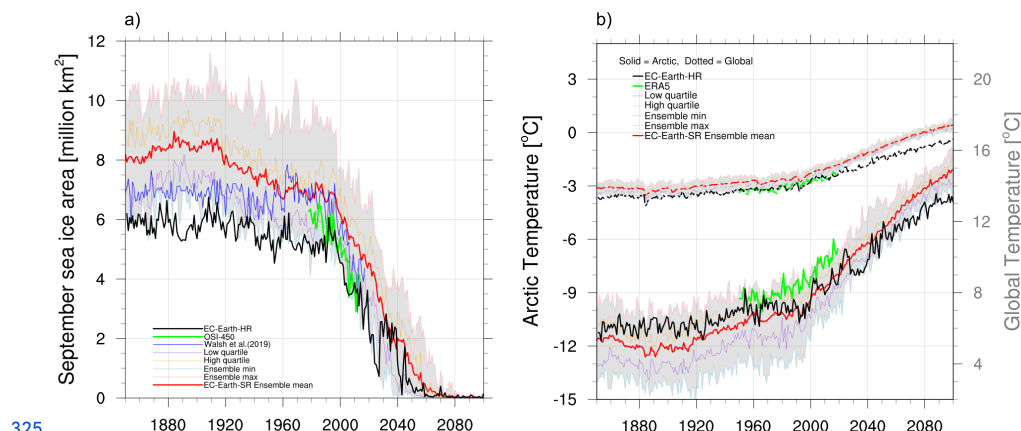 a)
September sea ice area [million km²]
12
10
8
6
4
2
0
EC-Earth-HR
OSI-450
Walsh et al.(2019)
Low quartile
High quartile
Ensemble min
Ensemble max
EC-Earth-SR Ensemble mean
1880 1920 1960 2000 2040 2080
b)
Arctic Temperature [°C]
3
0
-3
-6
-9
-12
-15
Solid = Arctic, Dotted = Global
EC-Earth-HR
ERA5
Low quartile
High quartile
Ensemble min
Ensemble max
EC-Earth-SR Ensemble mean
20
16
12
8
4
Global Temperature [°C]
1880 1920 1960 2000 2040 2080
325